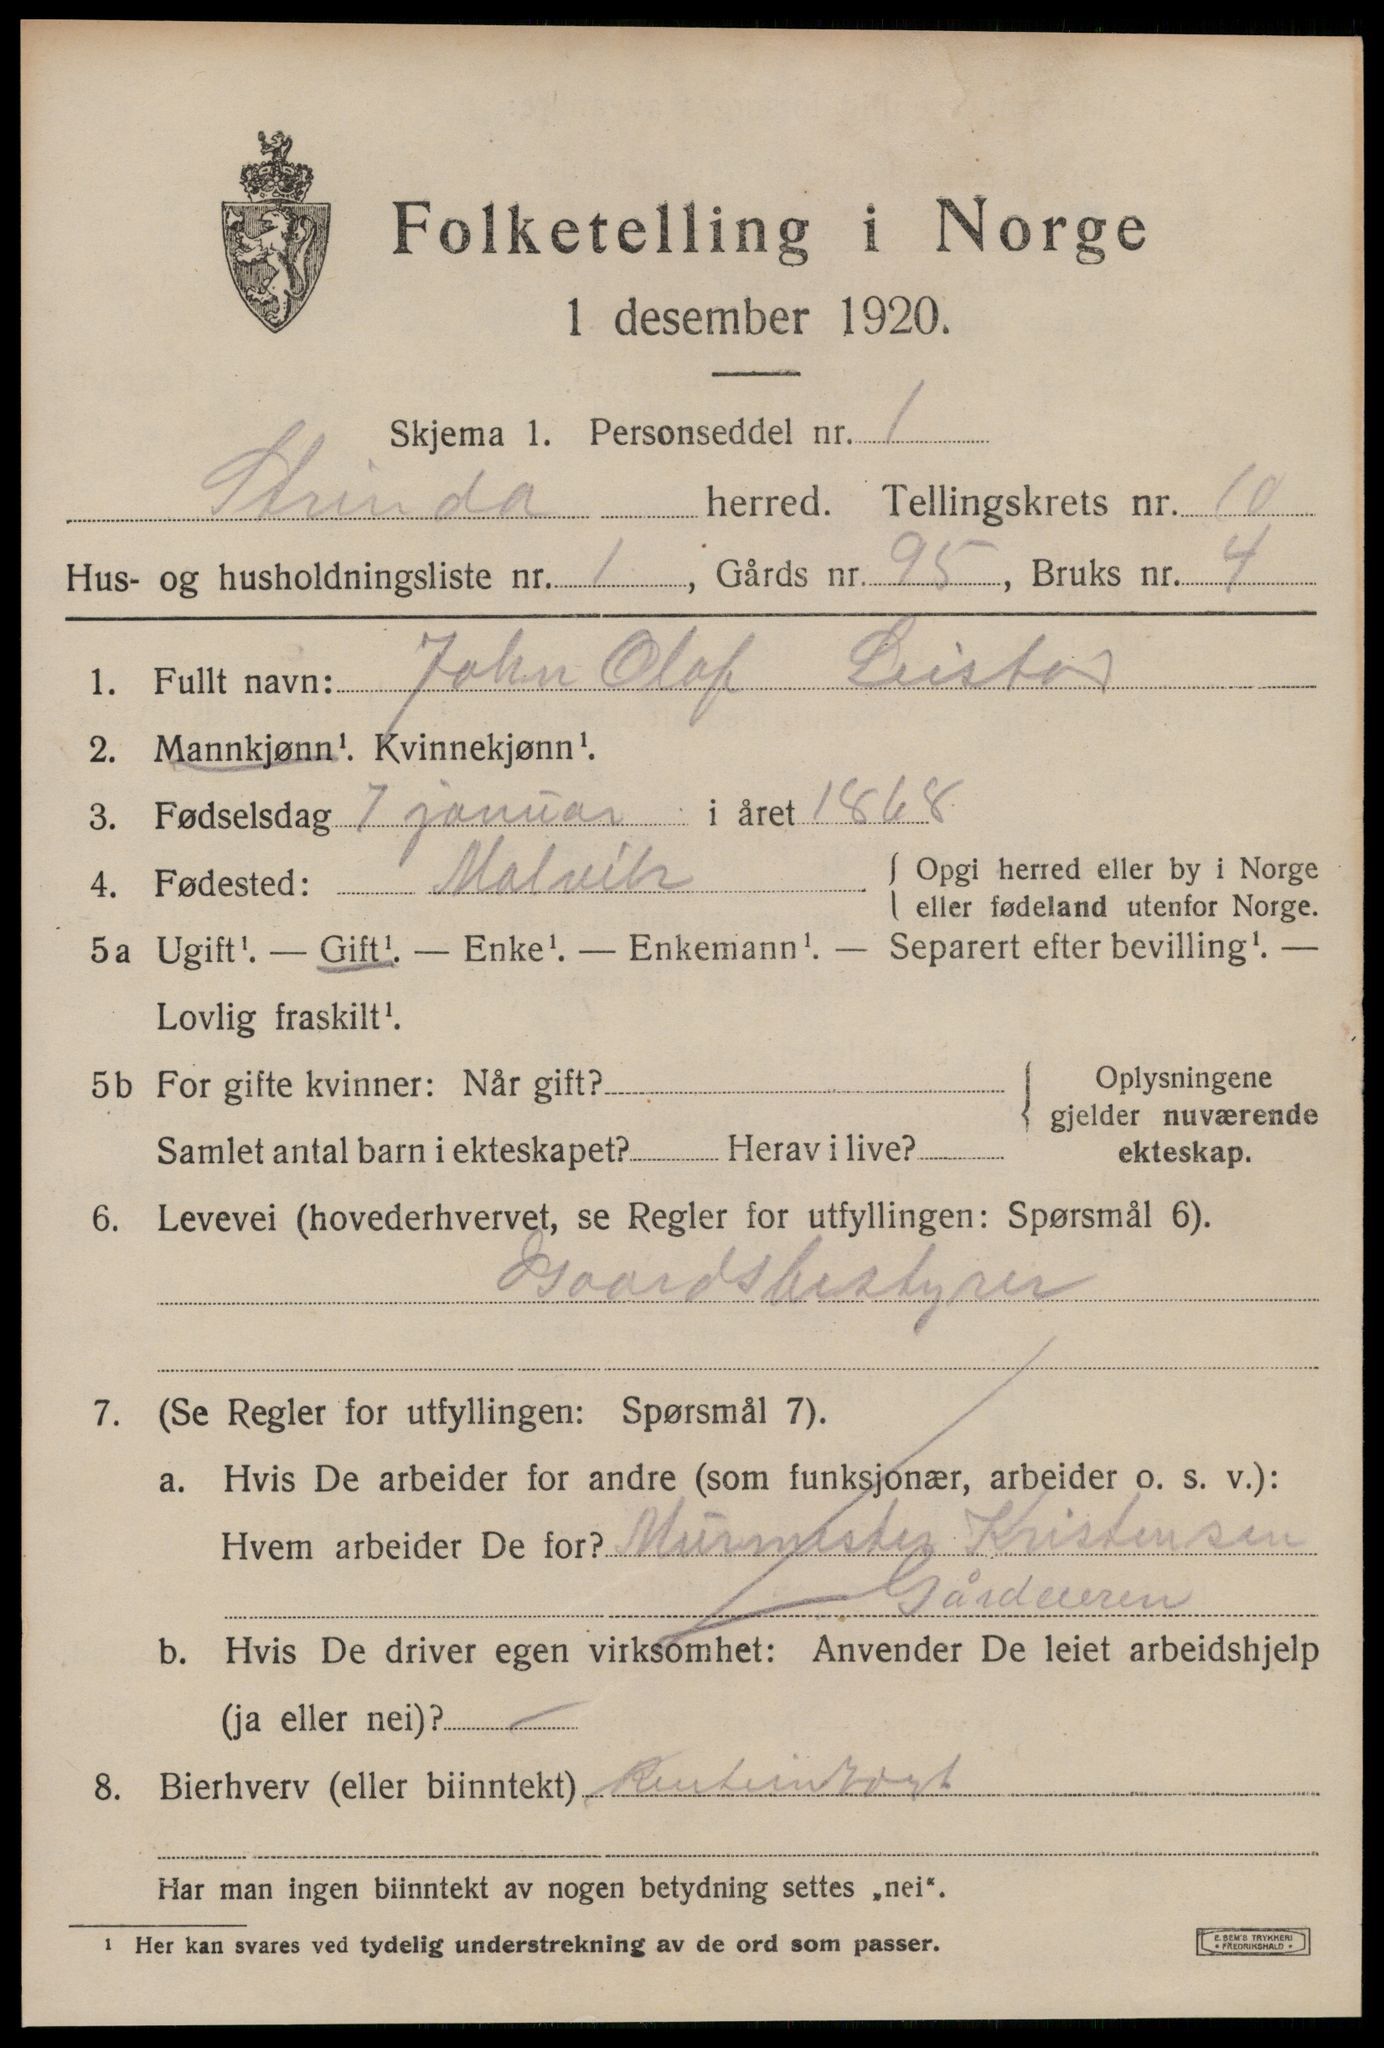 Folketelling i Norge
1 desember 1920.
Skjema 1. Personseddel nr. 1
Strinda herred. Tellingskrets nr. 10
Hus- og husholdningsliste nr. 1, Gårds nr. 95, Bruks nr. 4
1. Fullt navn: John Olaf Leistad
2. Mannkjønn¹. Kvinnekjønn¹.
3. Fødselsdag 7 januar i året 1868
4. Fødested: Malvik { Opgi herred eller by i Norge
eller fødeland utenfor Norge.
5a Ugift¹. — Gift¹. — Enke¹. — Enkemann¹. — Separert efter bevilling¹. —
Lovlig fraskilt¹.
5b For gifte kvinner: Når gift? { Oplysningene
gjelder nuværende
Samlet antal barn i ekteskapet? Herav i live? ekteskap.
6. Levevei (hovederhvervet, se Regler for utfyllingen: Spørsmål 6).
Gaardsbestyrer
7. (Se Regler for utfyllingen: Spørsmål 7).
a. Hvis De arbeider for andre (som funksjonær, arbeider o. s. v.):
Hvem arbeider De for? Murmester Kristensen
Gårdeieren
b. Hvis De driver egen virksomhet: Anvender De leiet arbeidshjelp
(ja eller nei)? —
8. Bierhverv (eller biinntekt)
Har man ingen biinntekt av nogen betydning settes „nei“.
¹ Her kan svares ved tydelig understrekning av de ord som passer.
E. SEM'S TRYKKERI
• FREDRIKSHALD •